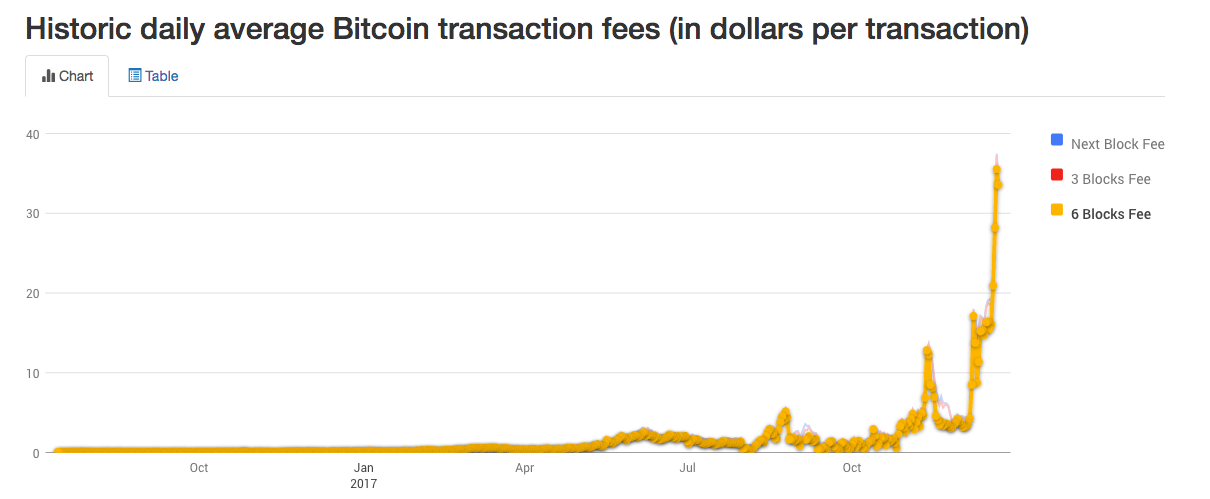 Historic daily average Bitcoin transaction fees (in dollars per transaction)
Chart
Table
40
30
20
10
0
Oct
Jan
2017
Apr
Jul
Oct
Next Block Fee
3 Blocks Fee
6 Blocks Fee